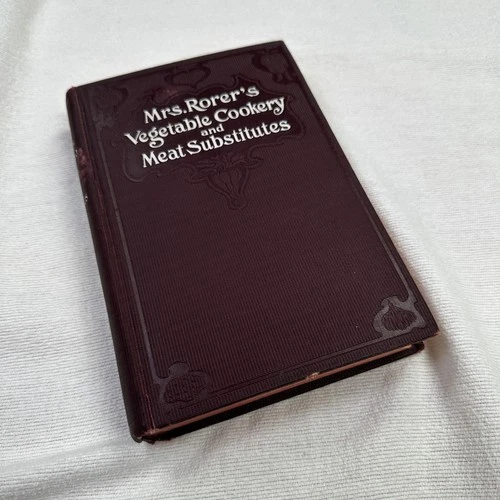 Mrs. Rorer's
Vegetable Cookery
and
Meat Substitutes